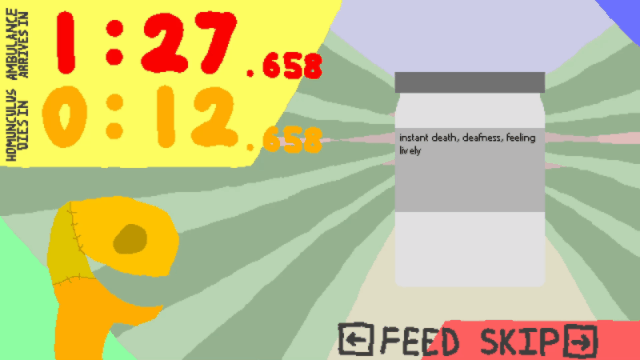 AMBULANCE
ARRIVES IN
1:27.658
HOMUNCULUS
DIES IN
0:12.658
instant death, deafness, feeling
lively
FEED SKIP